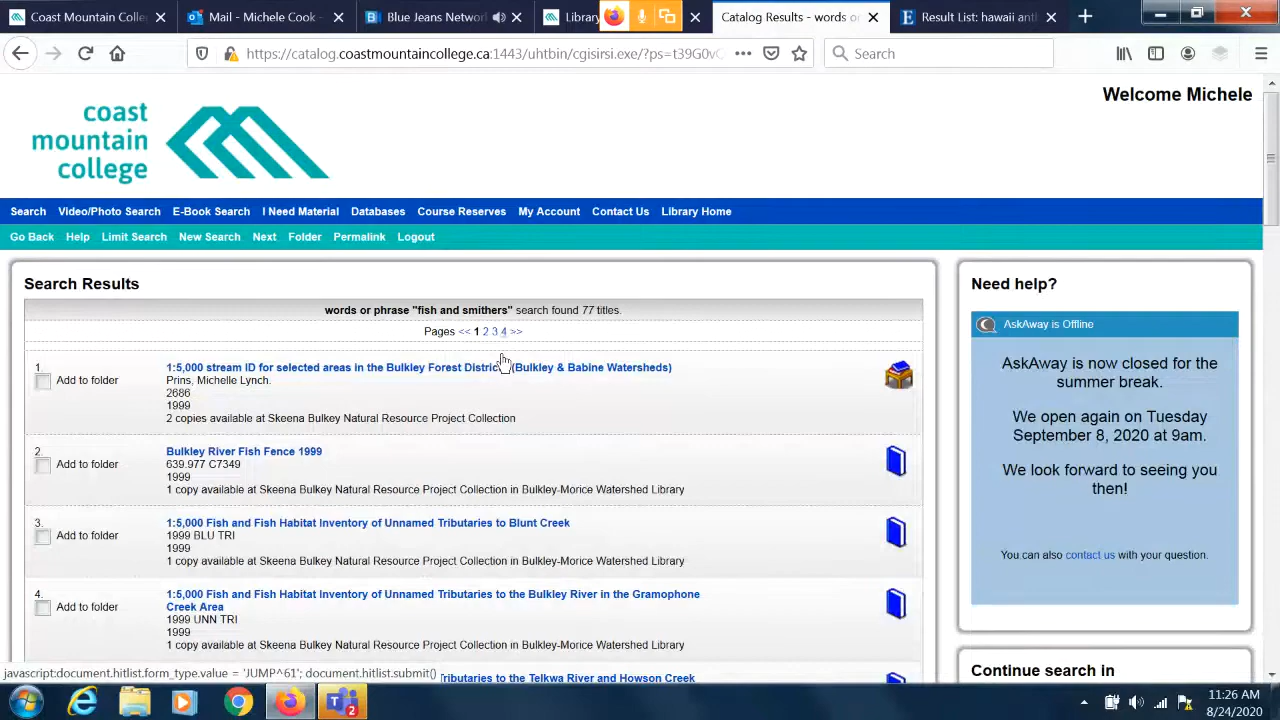 Coast Mountain Colle
Mail - Michele Cook -
Blue Jeans Networ
Library
Catalog Results - words o
Result List: hawaii ant
https://catalog.coastmountaincollege.ca:1443/uhtbin/cgisirsi.exe/?ps=t39G0v
Search
Welcome Michele
coast
mountain
college
Search Video/Photo Search E-Book Search I Need Material Databases Course Reserves My Account Contact Us Library Home
Go Back Help Limit Search New Search Next Folder Permalink Logout
Search Results
words or phrase "fish and smithers" search found 77 titles.
Pages << 1 2 3 4 >>
1.
Add to folder
1:5,000 stream ID for selected areas in the Bulkley Forest District (Bulkley & Babine Watersheds)
Prins, Michelle Lynch.
2686
1999
2 copies available at Skeena Bulkey Natural Resource Project Collection
2.
Add to folder
Bulkley River Fish Fence 1999
639.977 C7349
1999
1 copy available at Skeena Bulkey Natural Resource Project Collection in Bulkley-Morice Watershed Library
3.
Add to folder
1:5,000 Fish and Fish Habitat Inventory of Unnamed Tributaries to Blunt Creek
1999 BLU TRI
1999
1 copy available at Skeena Bulkey Natural Resource Project Collection in Bulkley-Morice Watershed Library
4.
Add to folder
1:5,000 Fish and Fish Habitat Inventory of Unnamed Tributaries to the Bulkley River in the Gramophone
Creek Area
1999 UNN TRI
1999
1 copy available at Skeena Bulkey Natural Resource Project Collection in Bulkley-Morice Watershed Library
Tributaries to the Telkwa River and Howson Creek
Need help?
AskAway is Offline
AskAway is now closed for the
summer break.
We open again on Tuesday
September 8, 2020 at 9am.
We look forward to seeing you
then!
You can also contact us with your question.
Continue search in
javascript:document.hitlist.form_type.value = 'JUMP^61'; document.hitlist.submit()
2
11:26 AM
8/24/2020